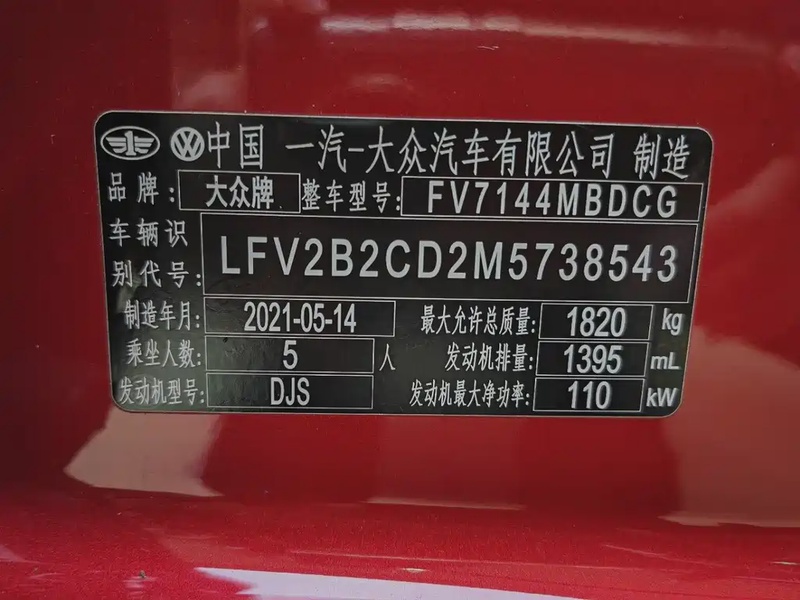 中国 一汽-大众汽车有限公司 制造
品牌: 大众牌 整车型号: FV7144MBDCG
车辆识别代号: LFV2B2CD2M5738543
制造年月: 2021-05-14 最大允许总质量: 1820 kg
乘坐人数: 5 人 发动机排量: 1395 mL
发动机型号: DJS 发动机最大净功率: 110 kW